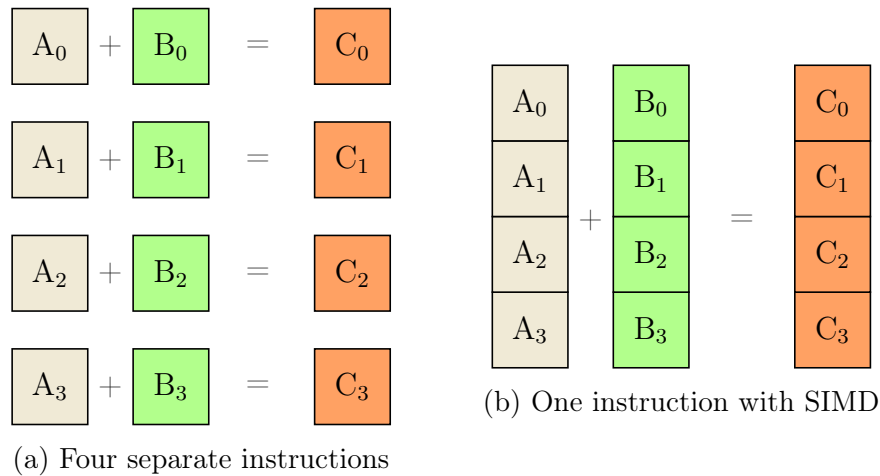 A₀ + B₀ = C₀
A₁ + B₁ = C₁
A₂ + B₂ = C₂
A₃ + B₃ = C₃
(a) Four separate instructions
A₀ B₀ C₀
A₁ B₁ C₁
+ =
A₂ B₂ C₂
A₃ B₃ C₃
(b) One instruction with SIMD